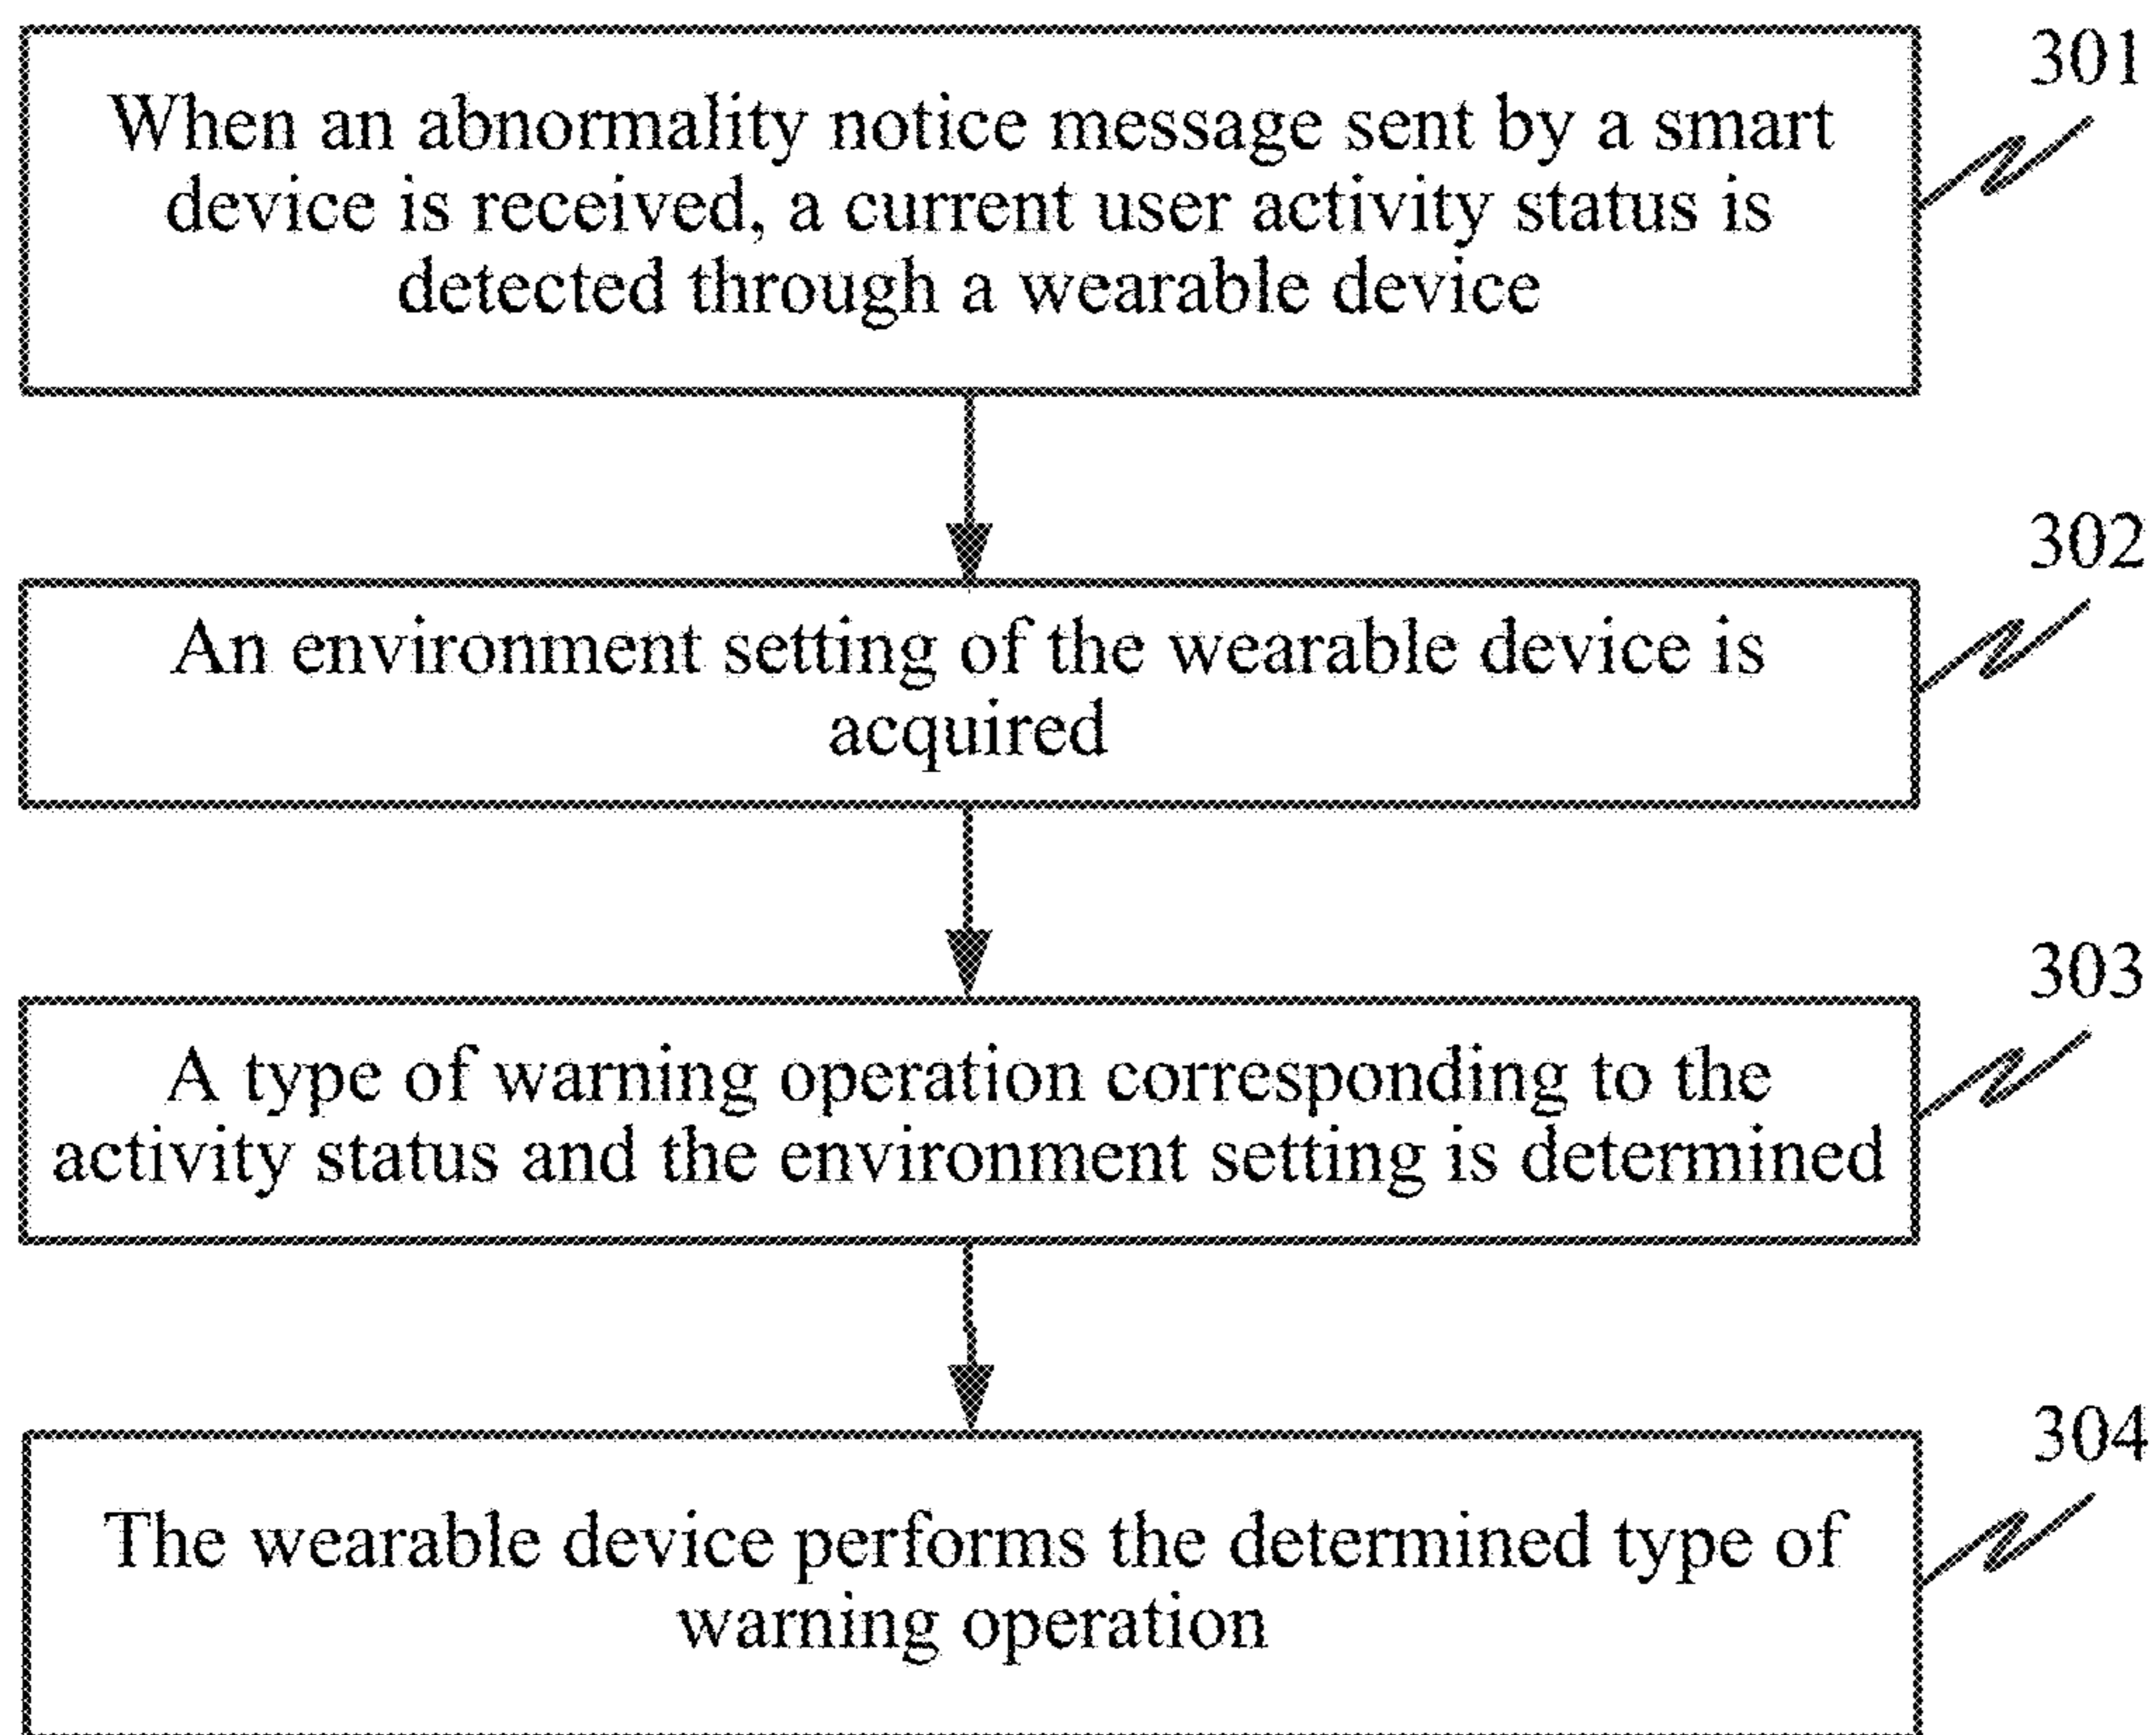 301
When an abnormality notice message sent by a smart
device is received, a current user activity status is
detected through a wearable device
302
An environment setting of the wearable device is
acquired
303
A type of warning operation corresponding to the
activity status and the environment setting is determined
304
The wearable device performs the determined type of
warning operation